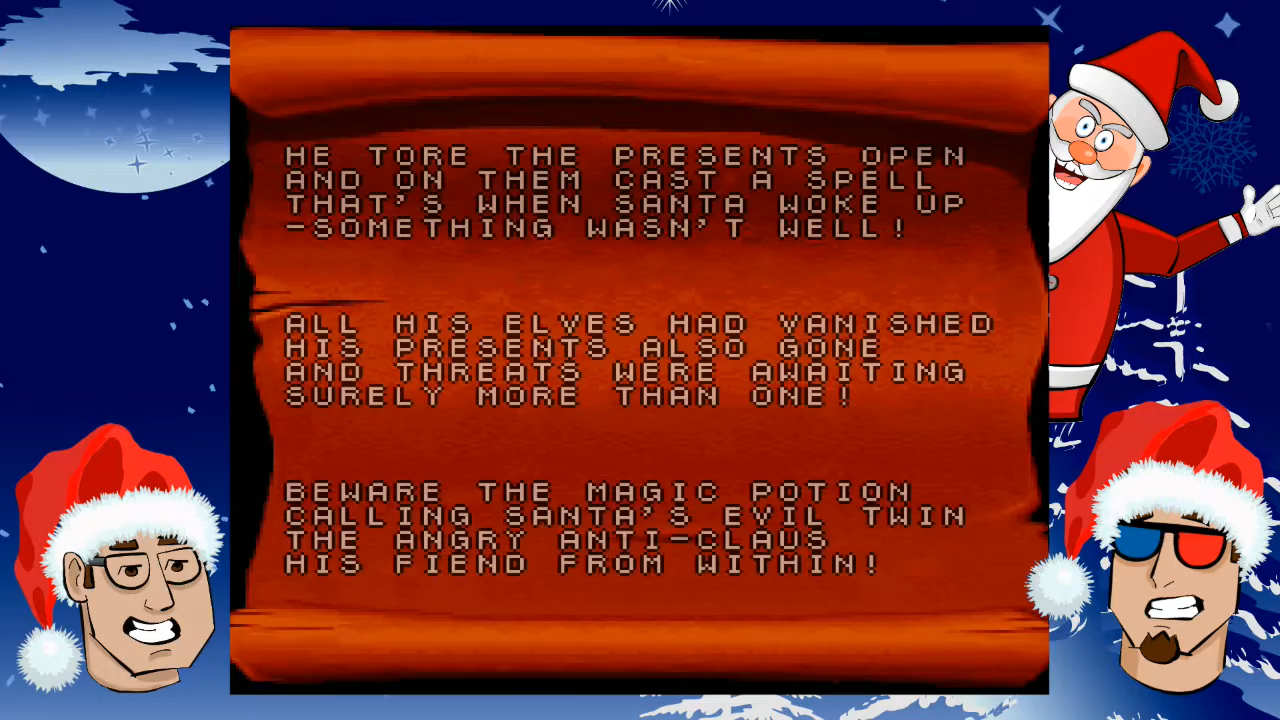 HE TORE THE PRESENTS OPEN
AND ON THEM CAST A SPELL
THAT'S WHEN SANTA WOKE UP
-SOMETHING WASN'T WELL!
ALL HIS ELVES HAD VANISHED
HIS PRESENTS ALSO GONE
AND THREATS WERE AWAITING
SURELY MORE THAN ONE!
BEWARE THE MAGIC POTION
CALLING SANTA'S EVIL TWIN
THE ANGRY ANTI-CLAUS
HIS FIEND FROM WITHIN!